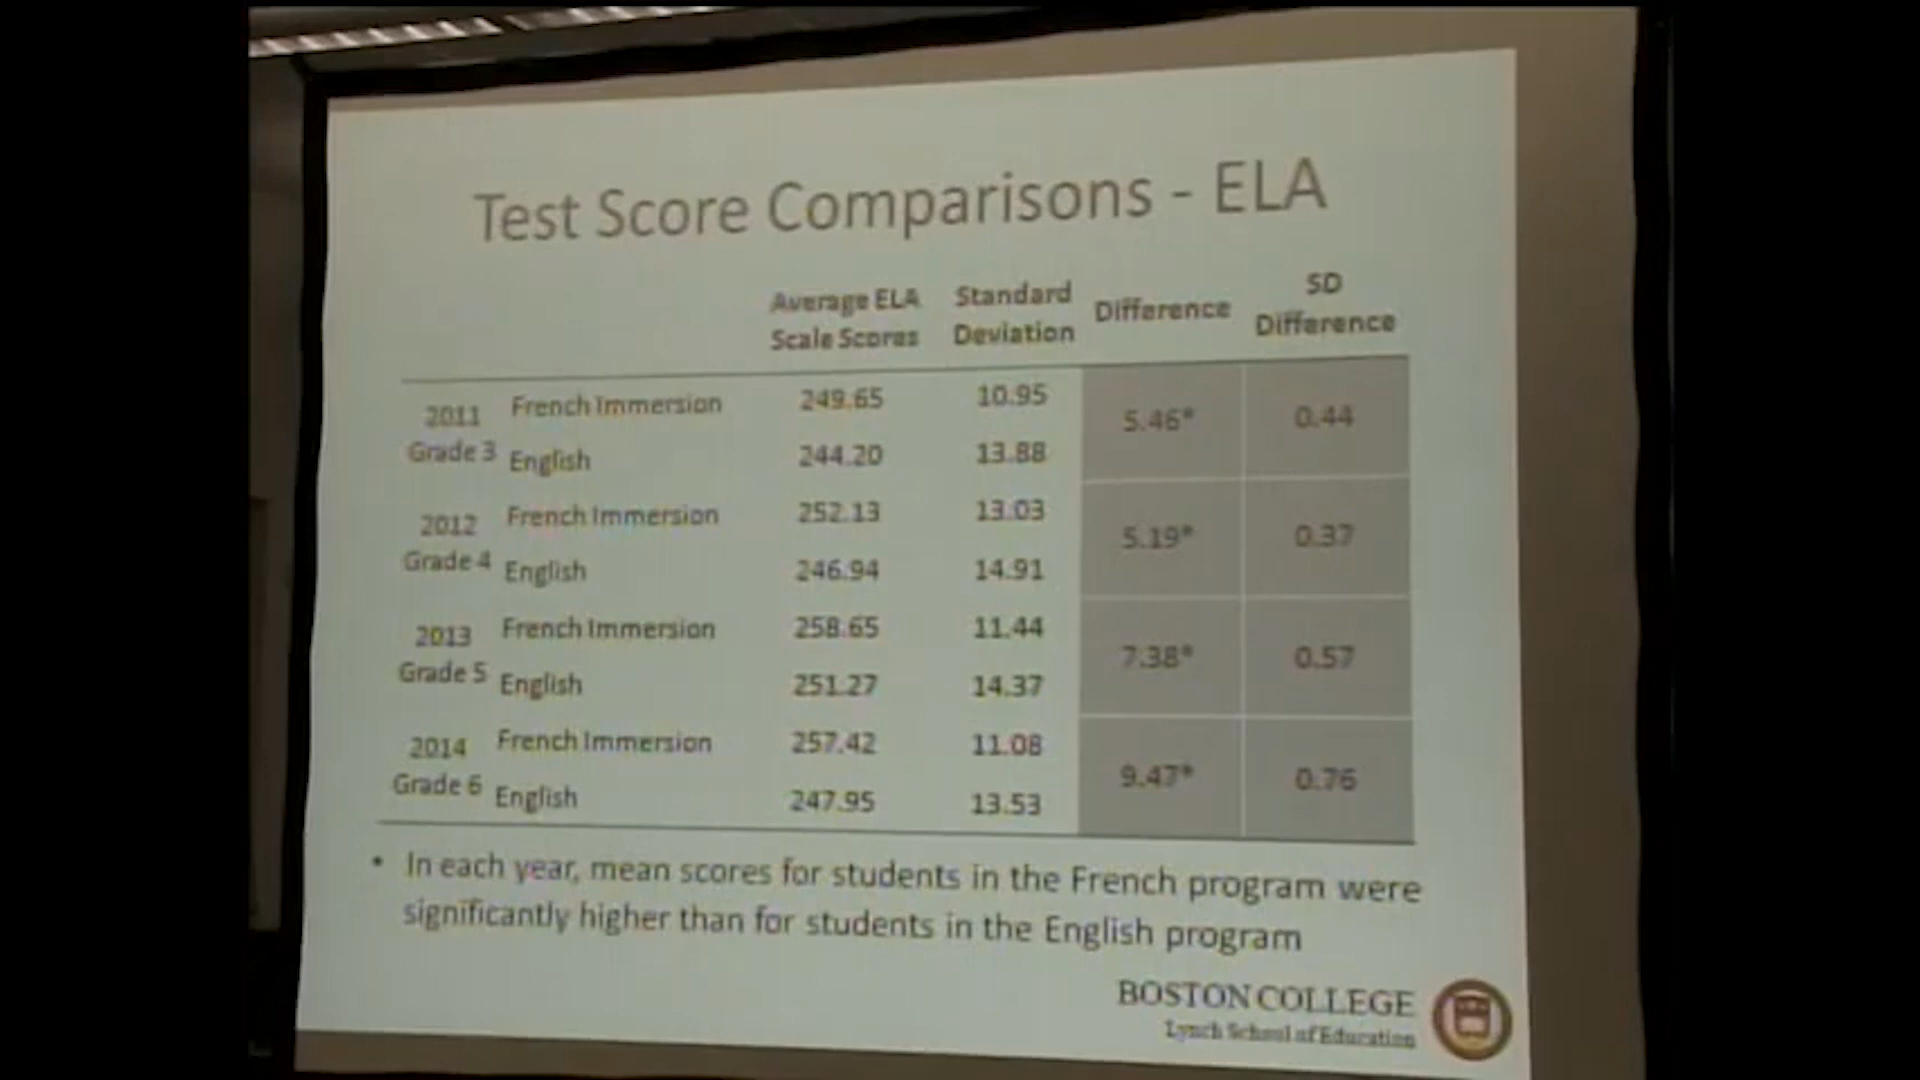 Test Score Comparisons - ELA
Average ELA Scale Scores Standard Deviation Difference SD Difference
2011 Grade 3 French Immersion 249.65 10.95 5.46* 0.44
English 244.20 13.88
2012 Grade 4 French Immersion 252.13 13.03 5.19* 0.37
English 246.94 14.91
2013 Grade 5 French Immersion 258.65 11.44 7.38* 0.57
English 251.27 14.37
2014 Grade 6 French Immersion 257.42 11.08 9.47* 0.76
English 247.95 13.53
• In each year, mean scores for students in the French program were
significantly higher than for students in the English program
BOSTON COLLEGE
Lynch School of Education